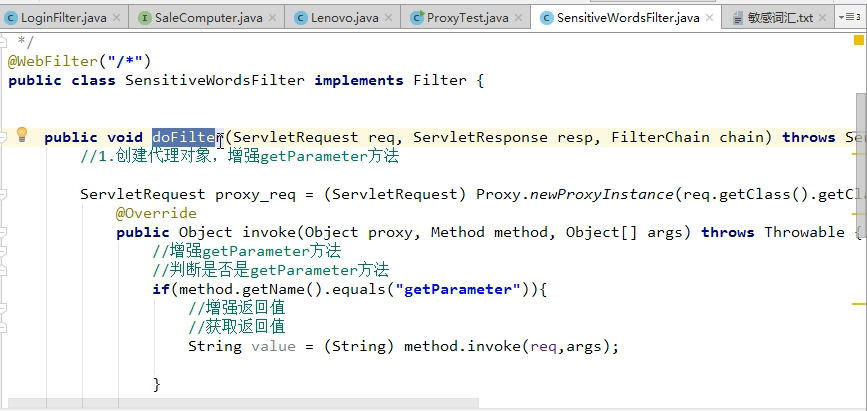 LoginFilter.java × SaleComputer.java × Lenovo.java × ProxyTest.java × SensitiveWordsFilter.java × 敏感词汇.txt ×
*/
@WebFilter("/*")
public class SensitiveWordsFilter implements Filter {
public void doFilter(ServletRequest req, ServletResponse resp, FilterChain chain) throws Se
//1.创建代理对象，增强getParameter方法
ServletRequest proxy_req = (ServletRequest) Proxy.newProxyInstance(req.getClass().getCl
@Override
public Object invoke(Object proxy, Method method, Object[] args) throws Throwable {
//增强getParameter方法
//判断是否是getParameter方法
if(method.getName().equals("getParameter")){
//增强返回值
//获取返回值
String value = (String) method.invoke(req,args);
}